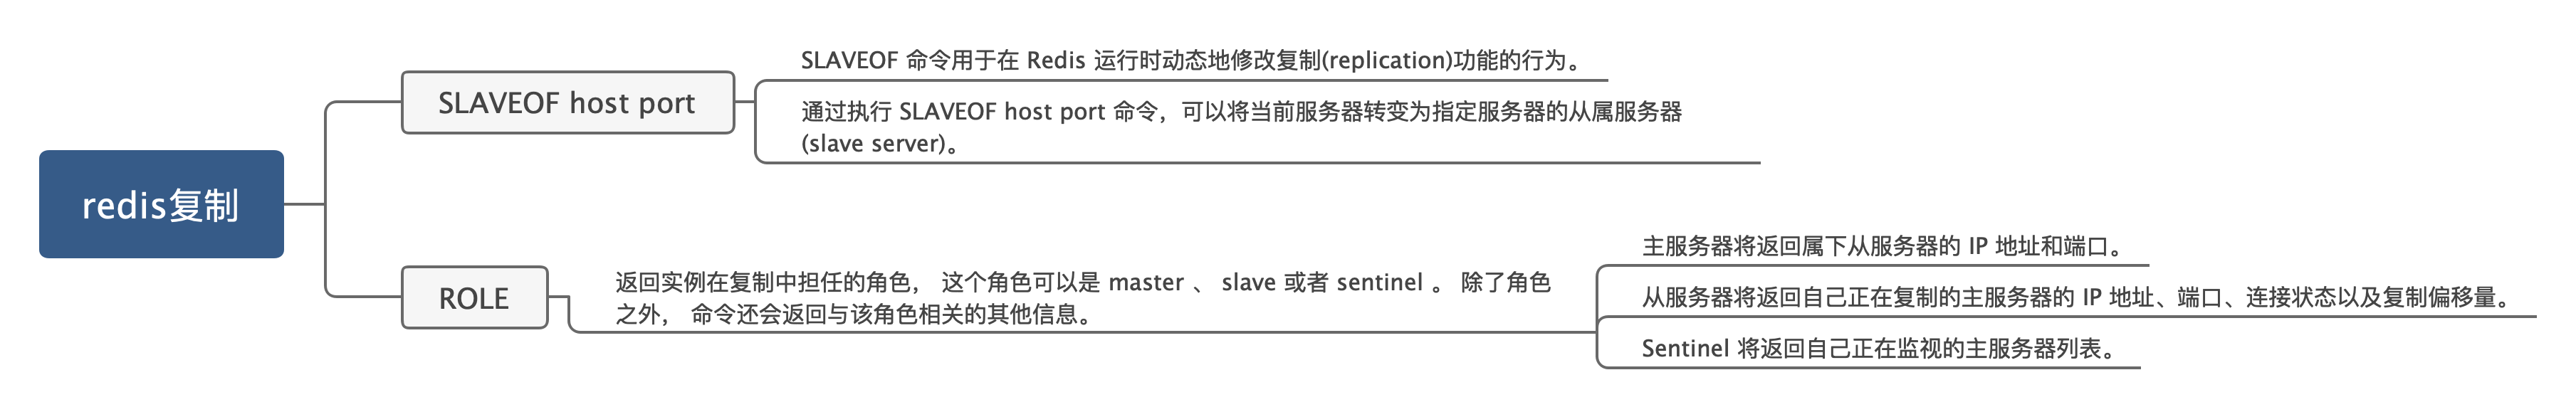 redis复制
SLAVEOF host port
SLAVEOF 命令用于在 Redis 运行时动态地修改复制(replication)功能的行为。
通过执行 SLAVEOF host port 命令，可以将当前服务器转变为指定服务器的从属服务器
(slave server)。
ROLE
返回实例在复制中担任的角色， 这个角色可以是 master 、 slave 或者 sentinel 。 除了角色
之外， 命令还会返回与该角色相关的其他信息。
主服务器将返回属下从服务器的 IP 地址和端口。
从服务器将返回自己正在复制的主服务器的 IP 地址、端口、连接状态以及复制偏移量。
Sentinel 将返回自己正在监视的主服务器列表。